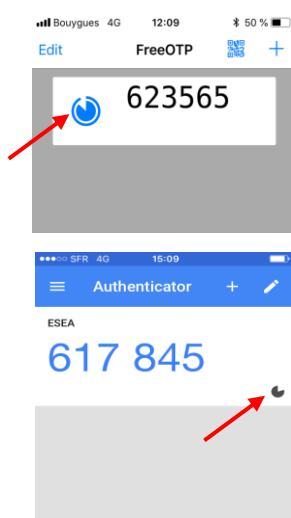 Bouygues 4G 12:09 50 %
Edit FreeOTP +
623565
SFR 4G 15:09
Authenticator +
ESEA
617 845